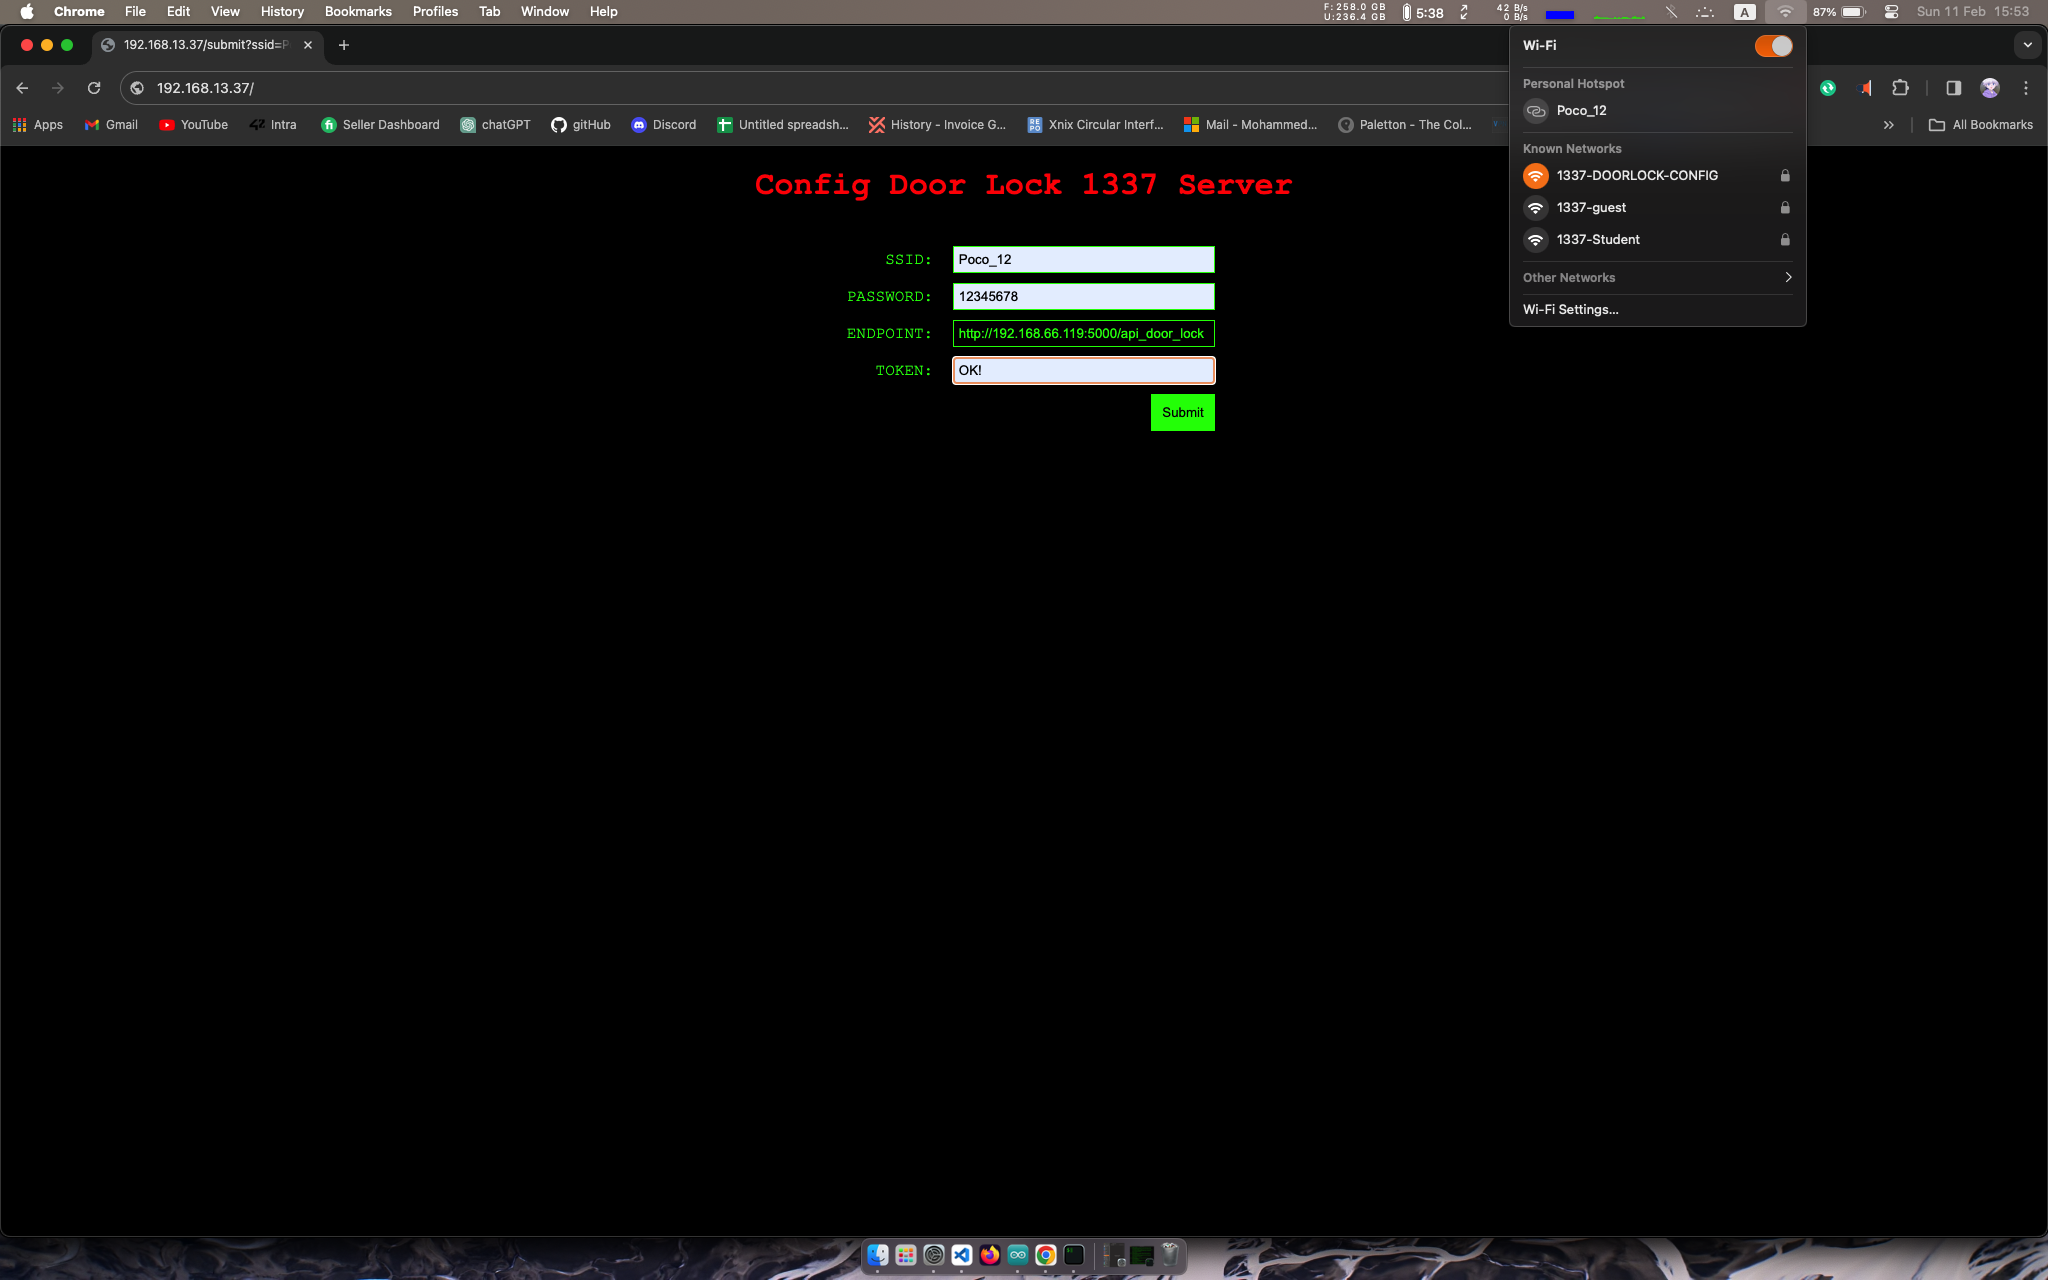 Chrome File Edit View History Bookmarks Profiles Tab Window Help F: 258.0 GB U: 236.4 GB 5:38 42 B/s 0 B/s A 87% Sun 11 Feb 15:53
192.168.13.37/submit?ssid=P
192.168.13.37/
Apps Gmail YouTube Intra Seller Dashboard chatGPT gitHub Discord Untitled spreadsh... History - Invoice G... Xnix Circular Interf... Mail - Mohammed... Paletton - The Col... All Bookmarks
Wi-Fi
Personal Hotspot
Poco_12
Known Networks
1337-DOORLOCK-CONFIG
1337-guest
1337-Student
Other Networks
Wi-Fi Settings...
Config Door Lock 1337 Server
SSID: Poco_12
PASSWORD: 12345678
ENDPOINT: http://192.168.66.119:5000/api_door_lock
TOKEN: OK!
Submit